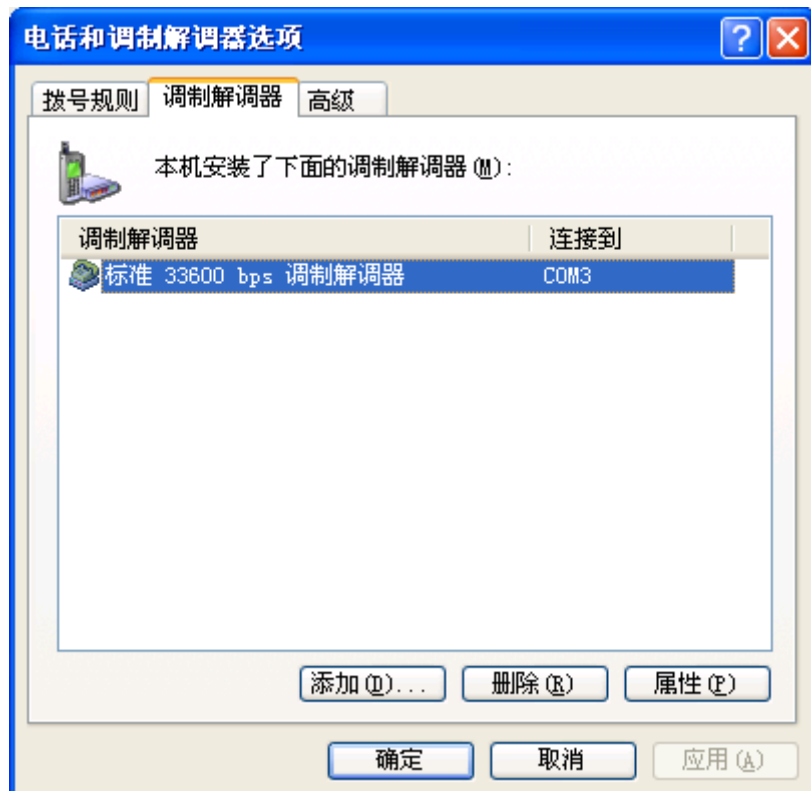 电话和调制解调器选项
拨号规则 调制解调器 高级
本机安装了下面的调制解调器(M):
调制解调器 连接到
标准 33600 bps 调制解调器 COM3
添加(D)... 删除(R) 属性(P)
确定 取消 应用(A)